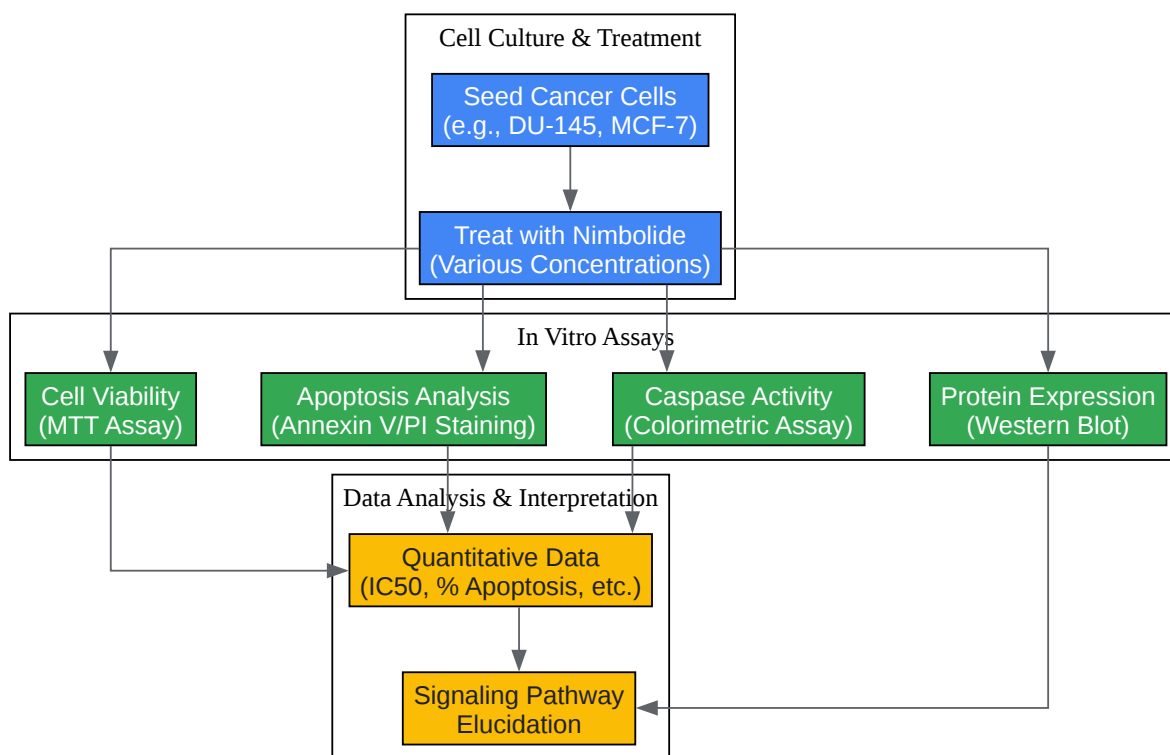 Cell Culture & Treatment
Seed Cancer Cells
(e.g., DU-145, MCF-7)
Treat with Nimbolide
(Various Concentrations)
In Vitro Assays
Cell Viability
(MTT Assay)
Apoptosis Analysis
(Annexin V/PI Staining)
Caspase Activity
(Colorimetric Assay)
Protein Expression
(Western Blot)
Data Analysis & Interpretation
Quantitative Data
(IC50, % Apoptosis, etc.)
Signaling Pathway
Elucidation